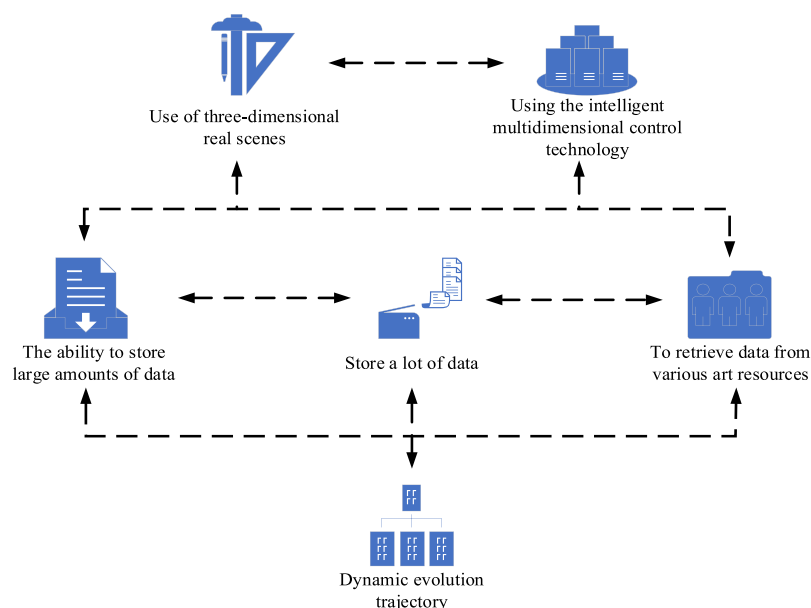 Use of three-dimensional
real scenes
Using the intelligent
multidimensional control
technology
The ability to store
large amounts of data
Store a lot of data
To retrieve data from
various art resources
Dynamic evolution
trajectory